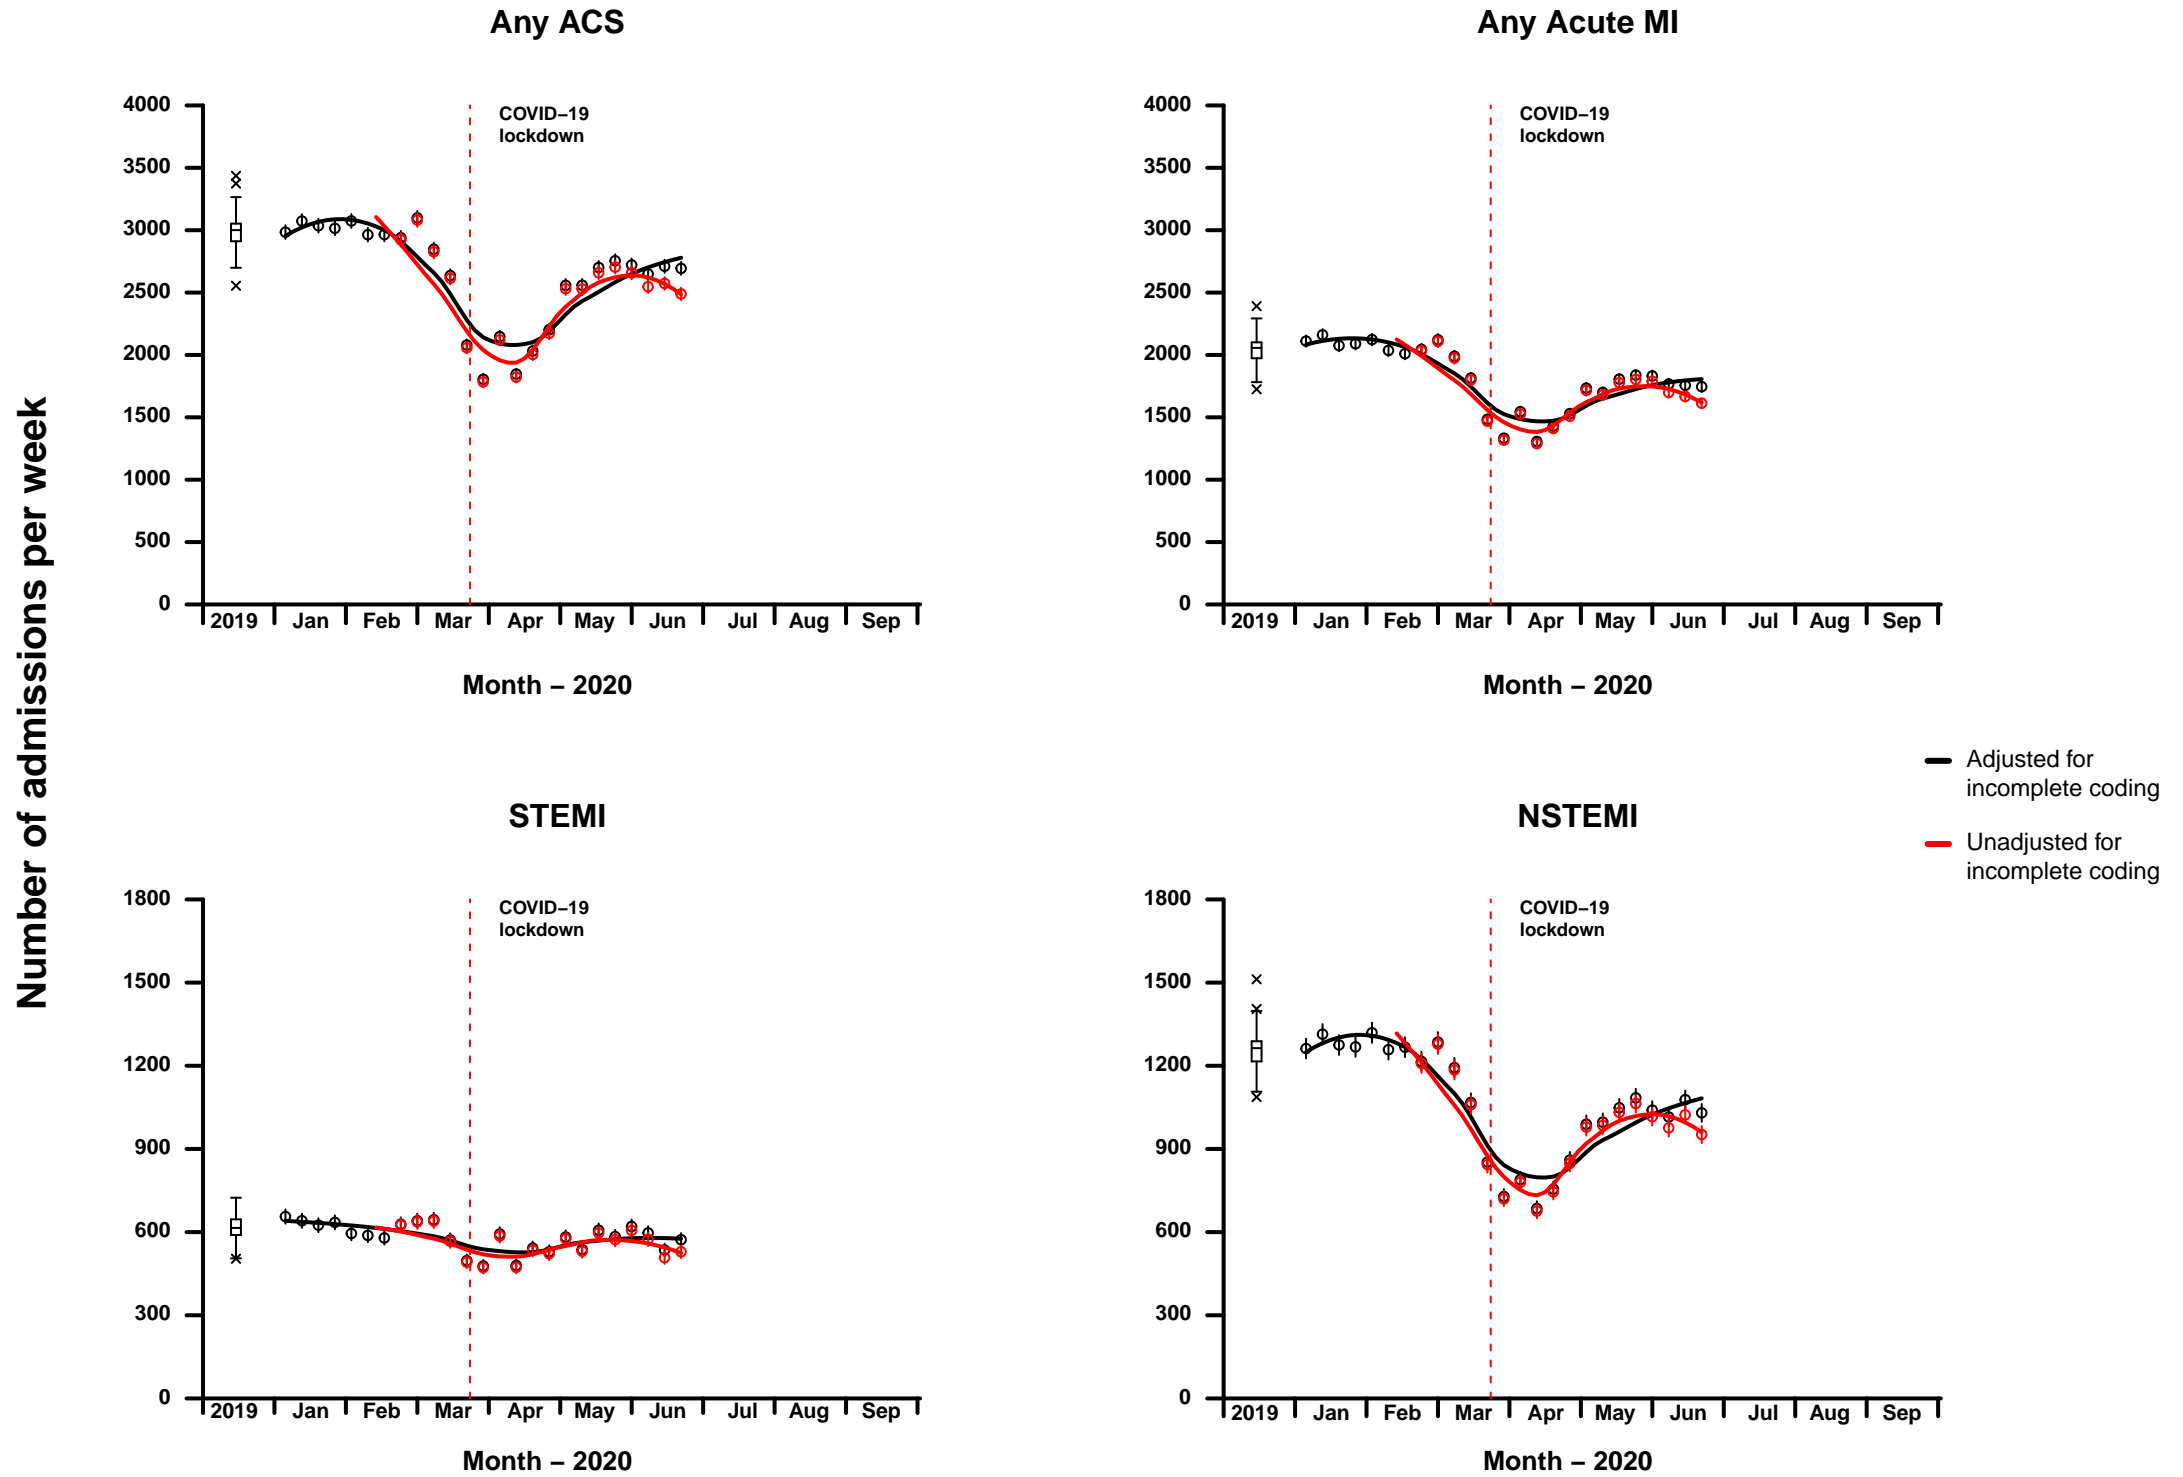 Number of admissions per week
Any ACS
4000
3500
3000
2500
2000
1500
1000
500
0
COVID−19
lockdown
2019 Jan Feb Mar Apr May Jun Jul Aug Sep
Month − 2020
Any Acute MI
4000
3500
3000
2500
2000
1500
1000
500
0
COVID−19
lockdown
2019 Jan Feb Mar Apr May Jun Jul Aug Sep
Month − 2020
Adjusted for
incomplete coding
Unadjusted for
incomplete coding
STEMI
1800
1500
1200
900
600
300
0
COVID−19
lockdown
2019 Jan Feb Mar Apr May Jun Jul Aug Sep
Month − 2020
NSTEMI
1800
1500
1200
900
600
300
0
COVID−19
lockdown
2019 Jan Feb Mar Apr May Jun Jul Aug Sep
Month − 2020